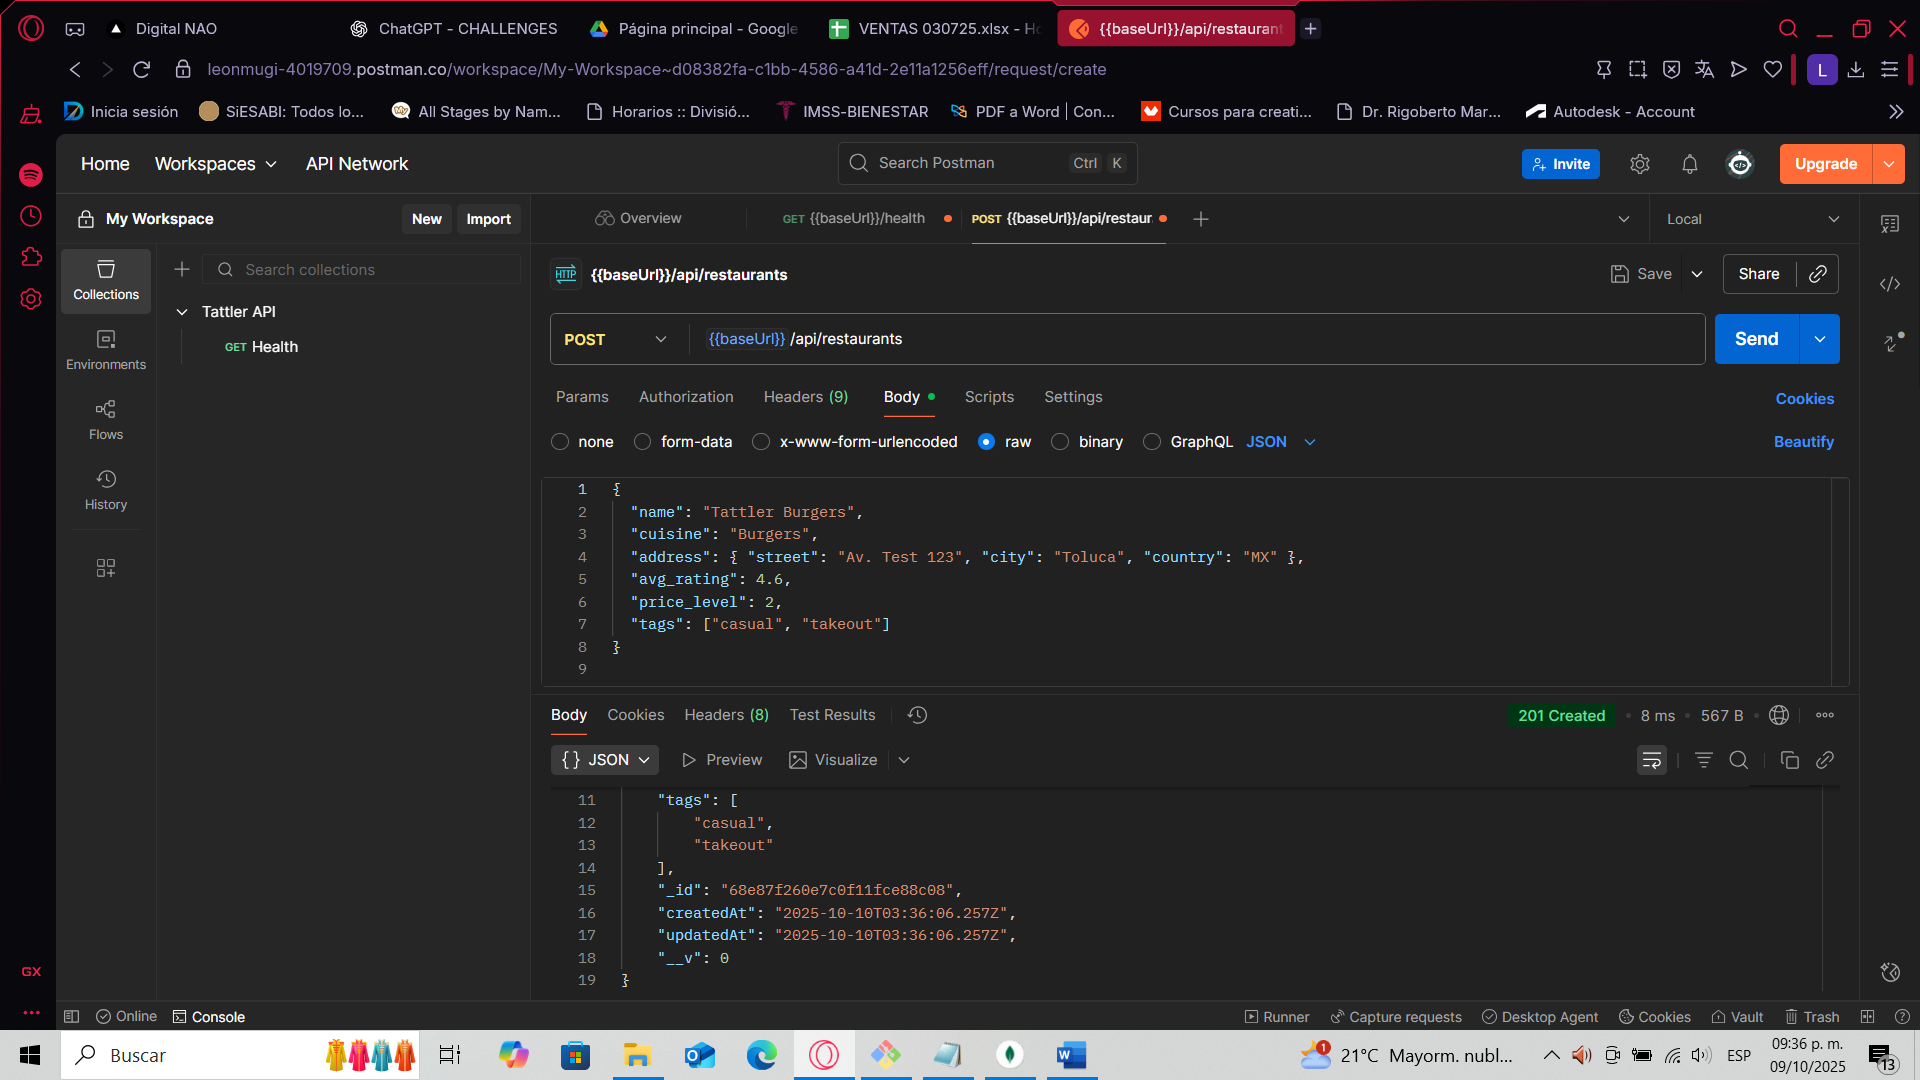 Digital NAO
ChatGPT - CHALLENGES
Página principal - Google
VENTAS 030725.xlsx - Ho
{{baseUrl}}/api/restauran
leonmugi-4019709.postman.co/workspace/My-Workspace~d08382fa-c1bb-4586-a41d-2e11a1256eff/request/create
L
Inicia sesión
SiESABI: Todos lo...
All Stages by Nam...
Horarios :: Divisió...
IMSS-BIENESTAR
PDF a Word | Con...
Cursos para creati...
Dr. Rigoberto Mar...
Autodesk - Account
Home
Workspaces
API Network
Search Postman
Ctrl K
Invite
Upgrade
My Workspace
New
Import
Overview
GET {{baseUrl}}/health
POST {{baseUrl}}/api/restaur
Local
Collections
Environments
Flows
History
Search collections
Tattler API
GET Health
HTTP {{baseUrl}}/api/restaurants
Save
Share
POST
{{baseUrl}} /api/restaurants
Send
Params
Authorization
Headers (9)
Body
Scripts
Settings
Cookies
none
form-data
x-www-form-urlencoded
raw
binary
GraphQL
JSON
Beautify
1 {
2 "name": "Tattler Burgers",
3 "cuisine": "Burgers",
4 "address": { "street": "Av. Test 123", "city": "Toluca", "country": "MX" },
5 "avg_rating": 4.6,
6 "price_level": 2,
7 "tags": ["casual", "takeout"]
8 }
9
Body
Cookies
Headers (8)
Test Results
201 Created
8 ms
567 B
{} JSON
Preview
Visualize
11 "tags": [
12 "casual",
13 "takeout"
14 ],
15 "_id": "68e87f260e7c0f11fce88c08",
16 "createdAt": "2025-10-10T03:36:06.257Z",
17 "updatedAt": "2025-10-10T03:36:06.257Z",
18 "__v": 0
19 }
GX
Online
Console
Runner
Capture requests
Desktop Agent
Cookies
Vault
Trash
Buscar
1
21°C Mayorm. nubl...
ESP
09:36 p. m.
09/10/2025
13